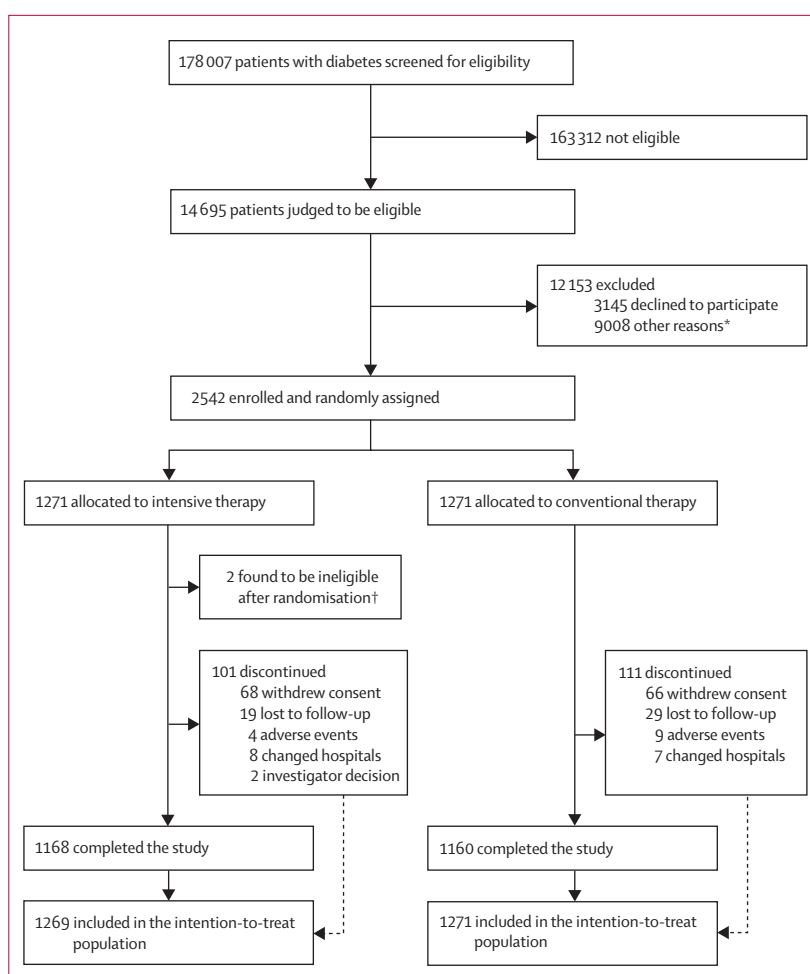 178 007 patients with diabetes screened for eligibility
163 312 not eligible
14 695 patients judged to be eligible
12 153 excluded
3145 declined to participate
9008 other reasons*
2542 enrolled and randomly assigned
1271 allocated to intensive therapy
1271 allocated to conventional therapy
2 found to be ineligible
after randomisation†
101 discontinued
68 withdrew consent
19 lost to follow-up
4 adverse events
8 changed hospitals
2 investigator decision
111 discontinued
66 withdrew consent
29 lost to follow-up
9 adverse events
7 changed hospitals
1168 completed the study
1160 completed the study
1269 included in the intention-to-treat
population
1271 included in the intention-to-treat
population